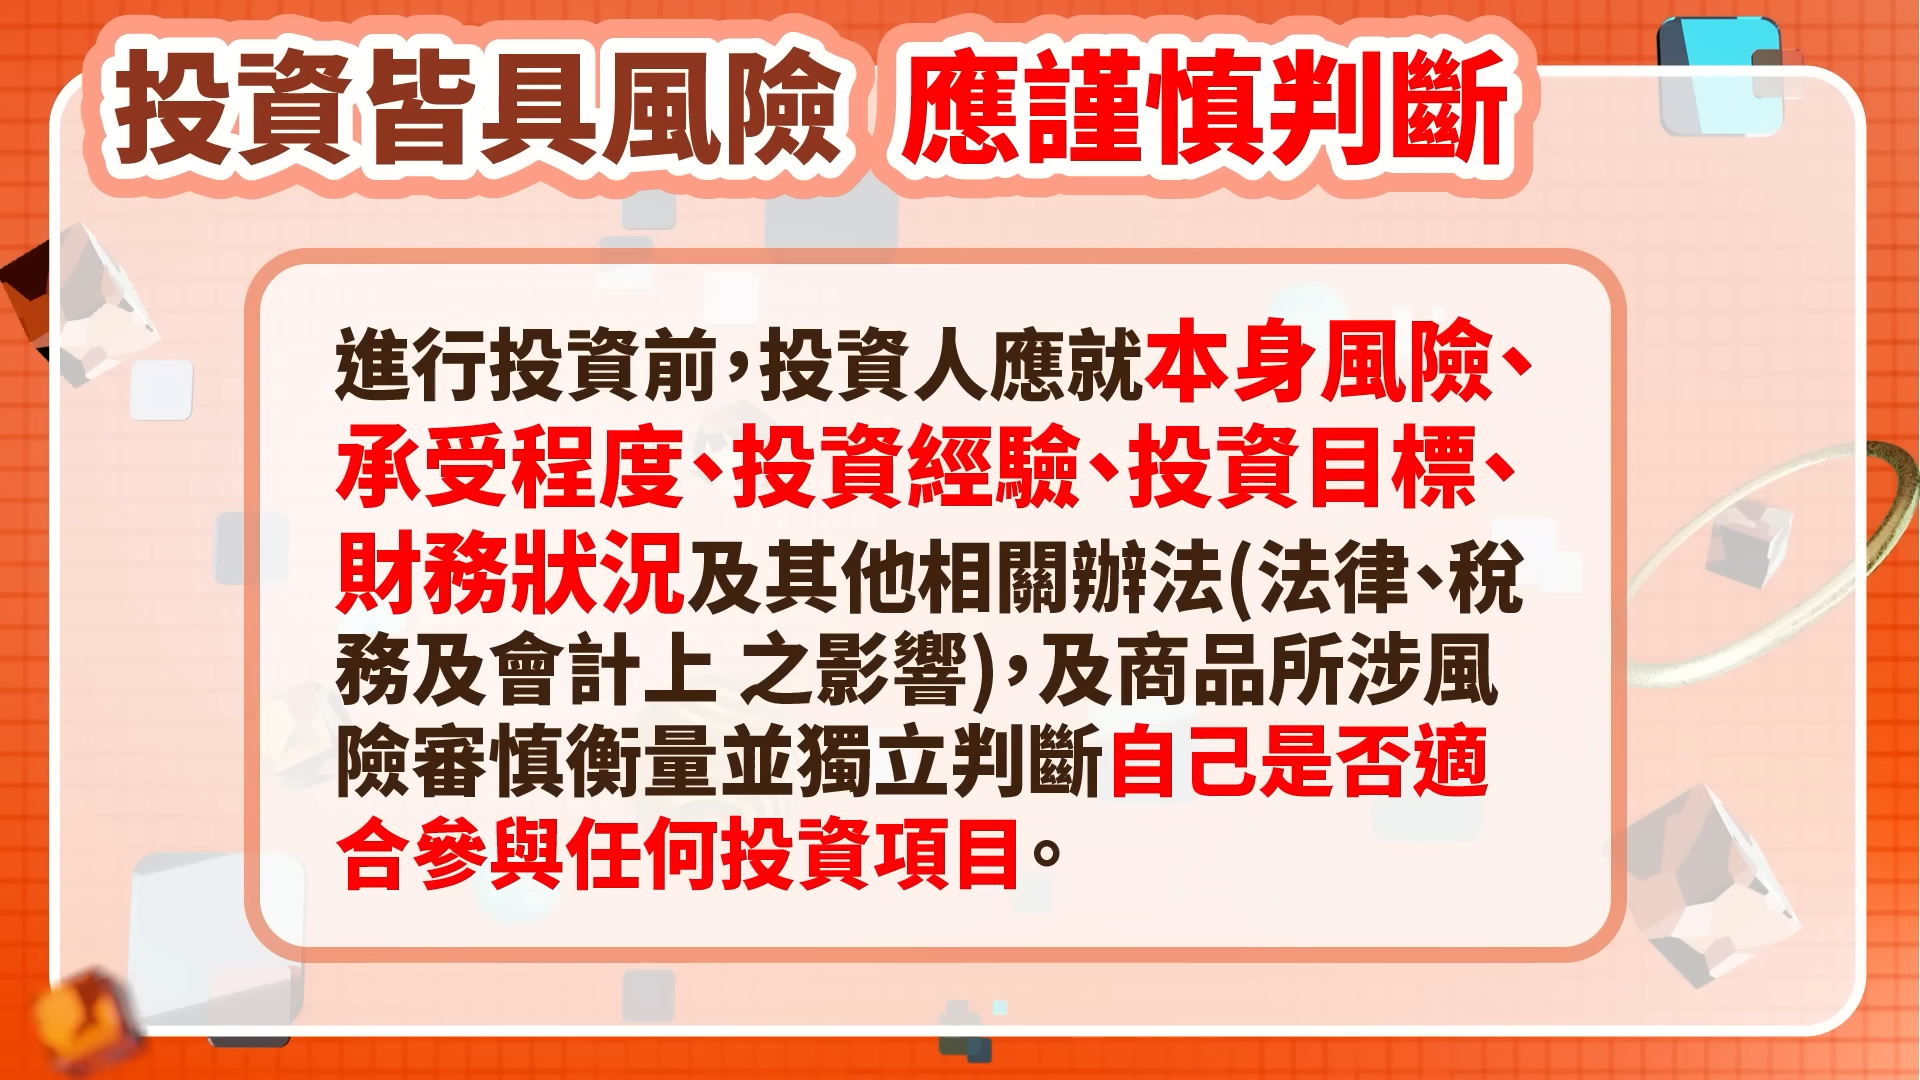 投資皆具風險 應謹慎判斷
進行投資前，投資人應就本身風險、
承受程度、投資經驗、投資目標、
財務狀況及其他相關辦法(法律、稅
務及會計上 之影響)，及商品所涉風
險審慎衡量並獨立判斷自己是否適
合參與任何投資項目。